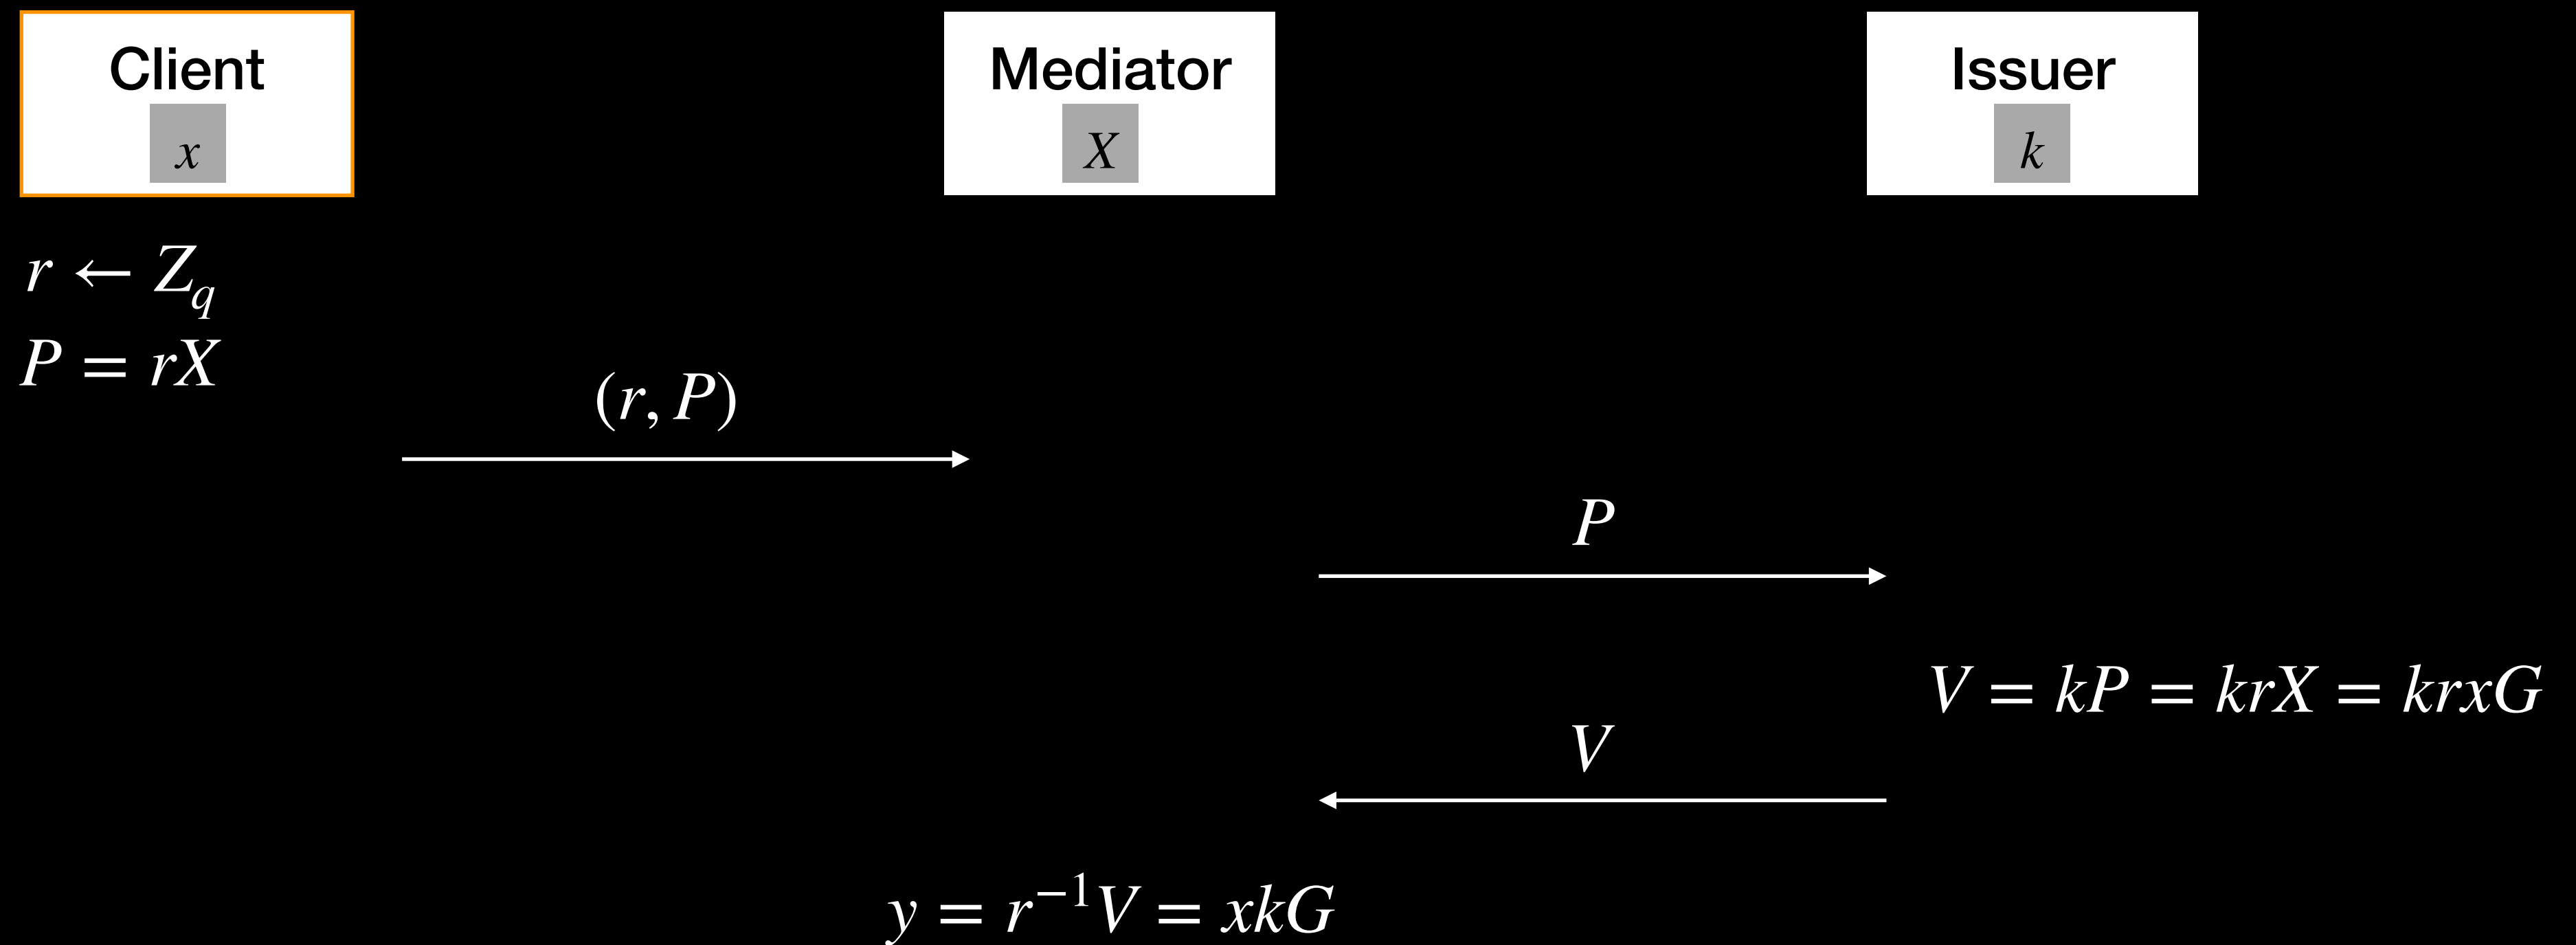 Client
x
Mediator
X
Issuer
k
r ← Z_q
P = rX
(r, P)
P
V = kP = krX = krxG
V
y = r⁻¹V = xkG